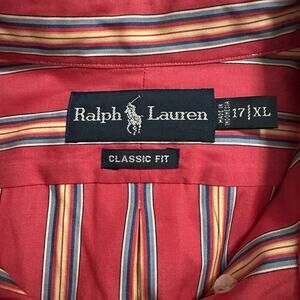 Ralph Lauren
MADE IN
INDONESIA
17 XL
CLASSIC FIT